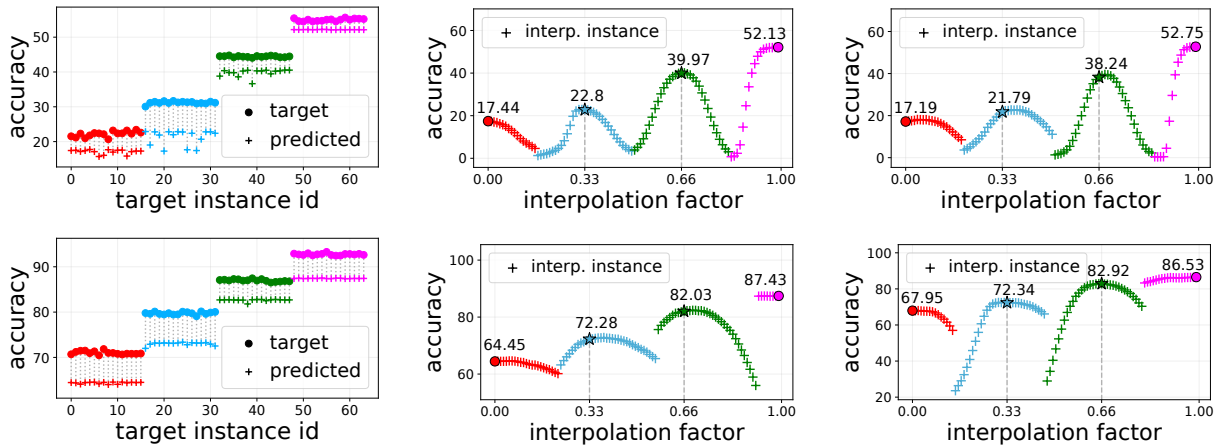 accuracy
50
40
30
20
target
predicted
0 10 20 30 40 50 60
target instance id
accuracy
60
40
20
0
interp. instance
17.44
22.8
39.97
52.13
0.00 0.33 0.66 1.00
interpolation factor
accuracy
60
40
20
0
interp. instance
17.19
21.79
38.24
52.75
0.00 0.33 0.66 1.00
interpolation factor
accuracy
90
80
70
target
predicted
0 10 20 30 40 50 60
target instance id
accuracy
100
80
60
interp. instance
64.45
72.28
82.03
87.43
0.00 0.33 0.66 1.00
interpolation factor
accuracy
100
80
60
40
20
interp. instance
67.95
72.34
82.92
86.53
0.00 0.33 0.66 1.00
interpolation factor